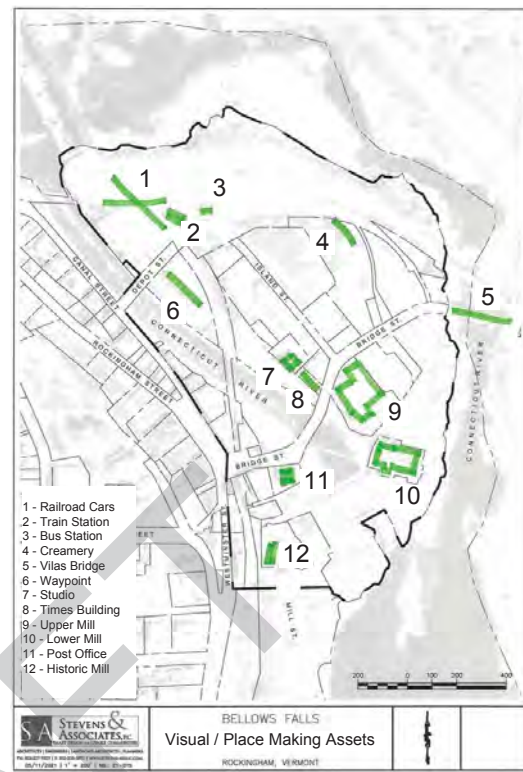 1
2
3
4
5
6
7
8
9
10
11
12
CANAL STREET
ROCKINGHAM STREET
DEPOT ST.
ISLAND ST.
BRIDGE ST.
CONNECTICUT RIVER
CONNECTICUT RIVER
BRIDGE ST.
WESTMINSTER
MILL ST.
1 - Railroad Cars
2 - Train Station
3 - Bus Station
4 - Creamery
5 - Vilas Bridge
6 - Waypoint
7 - Studio
8 - Times Building
9 - Upper Mill
10 - Lower Mill
11 - Post Office
12 - Historic Mill
200 0 200 400
SA STEVENS &
ASSOCIATES, P.C.
BELLOWS FALLS
Visual / Place Making Assets
ROCKINGHAM, VERMONT